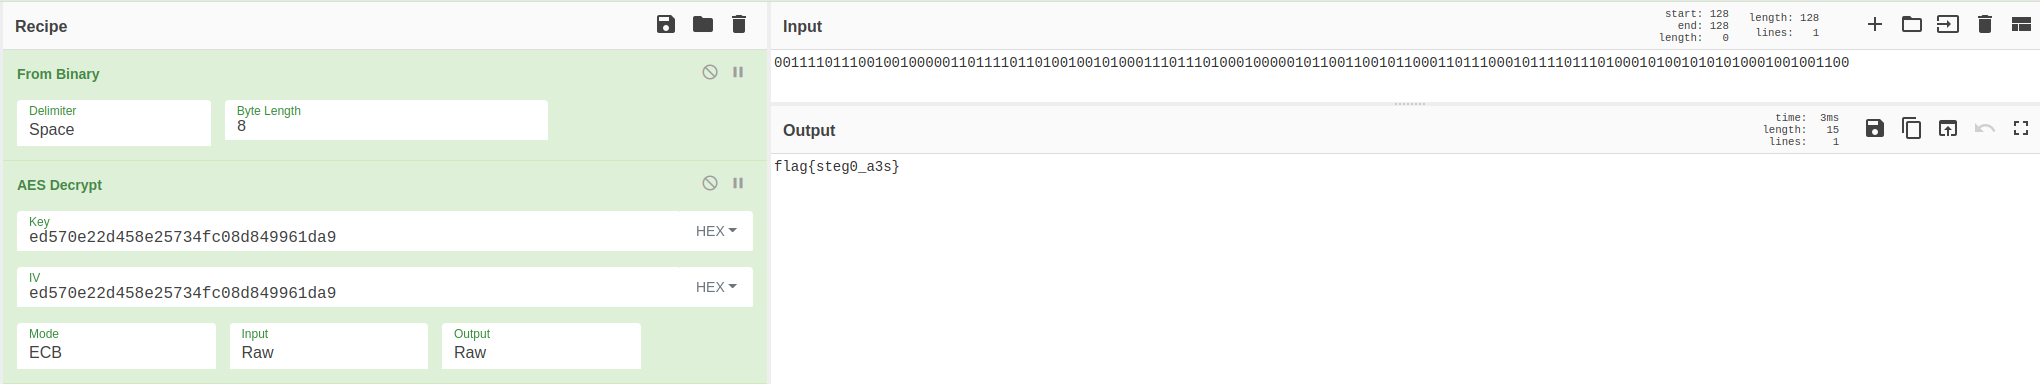 Recipe
From Binary
Delimiter
Space
Byte Length
8
AES Decrypt
Key
ed570e22d458e25734fc08d849961da9
HEX
IV
ed570e22d458e25734fc08d849961da9
HEX
Mode
ECB
Input
Raw
Output
Raw
Input
start: 128
end: 128
length: 0
length: 128
lines: 1
00111101110010010000011011110110100100101000111011101000100000101100110010110001101110001011110111010001010010101010001001001100
Output
time: 3ms
length: 15
lines: 1
flag{steg0_a3s}